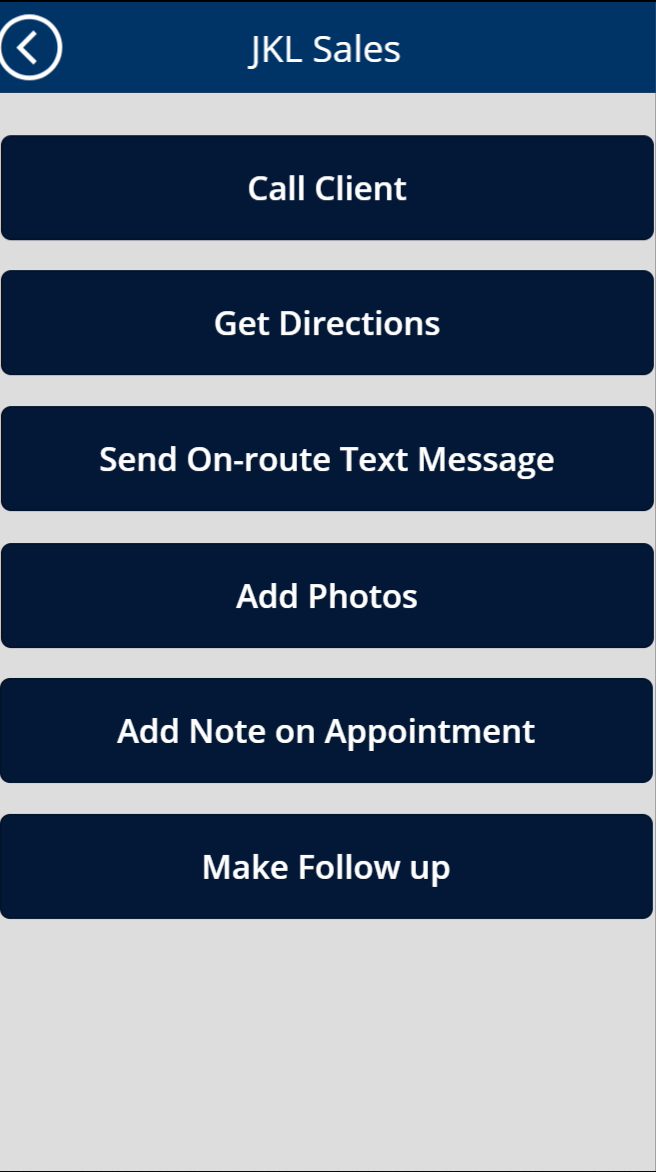 JKL Sales
Call Client
Get Directions
Send On-route Text Message
Add Photos
Add Note on Appointment
Make Follow up